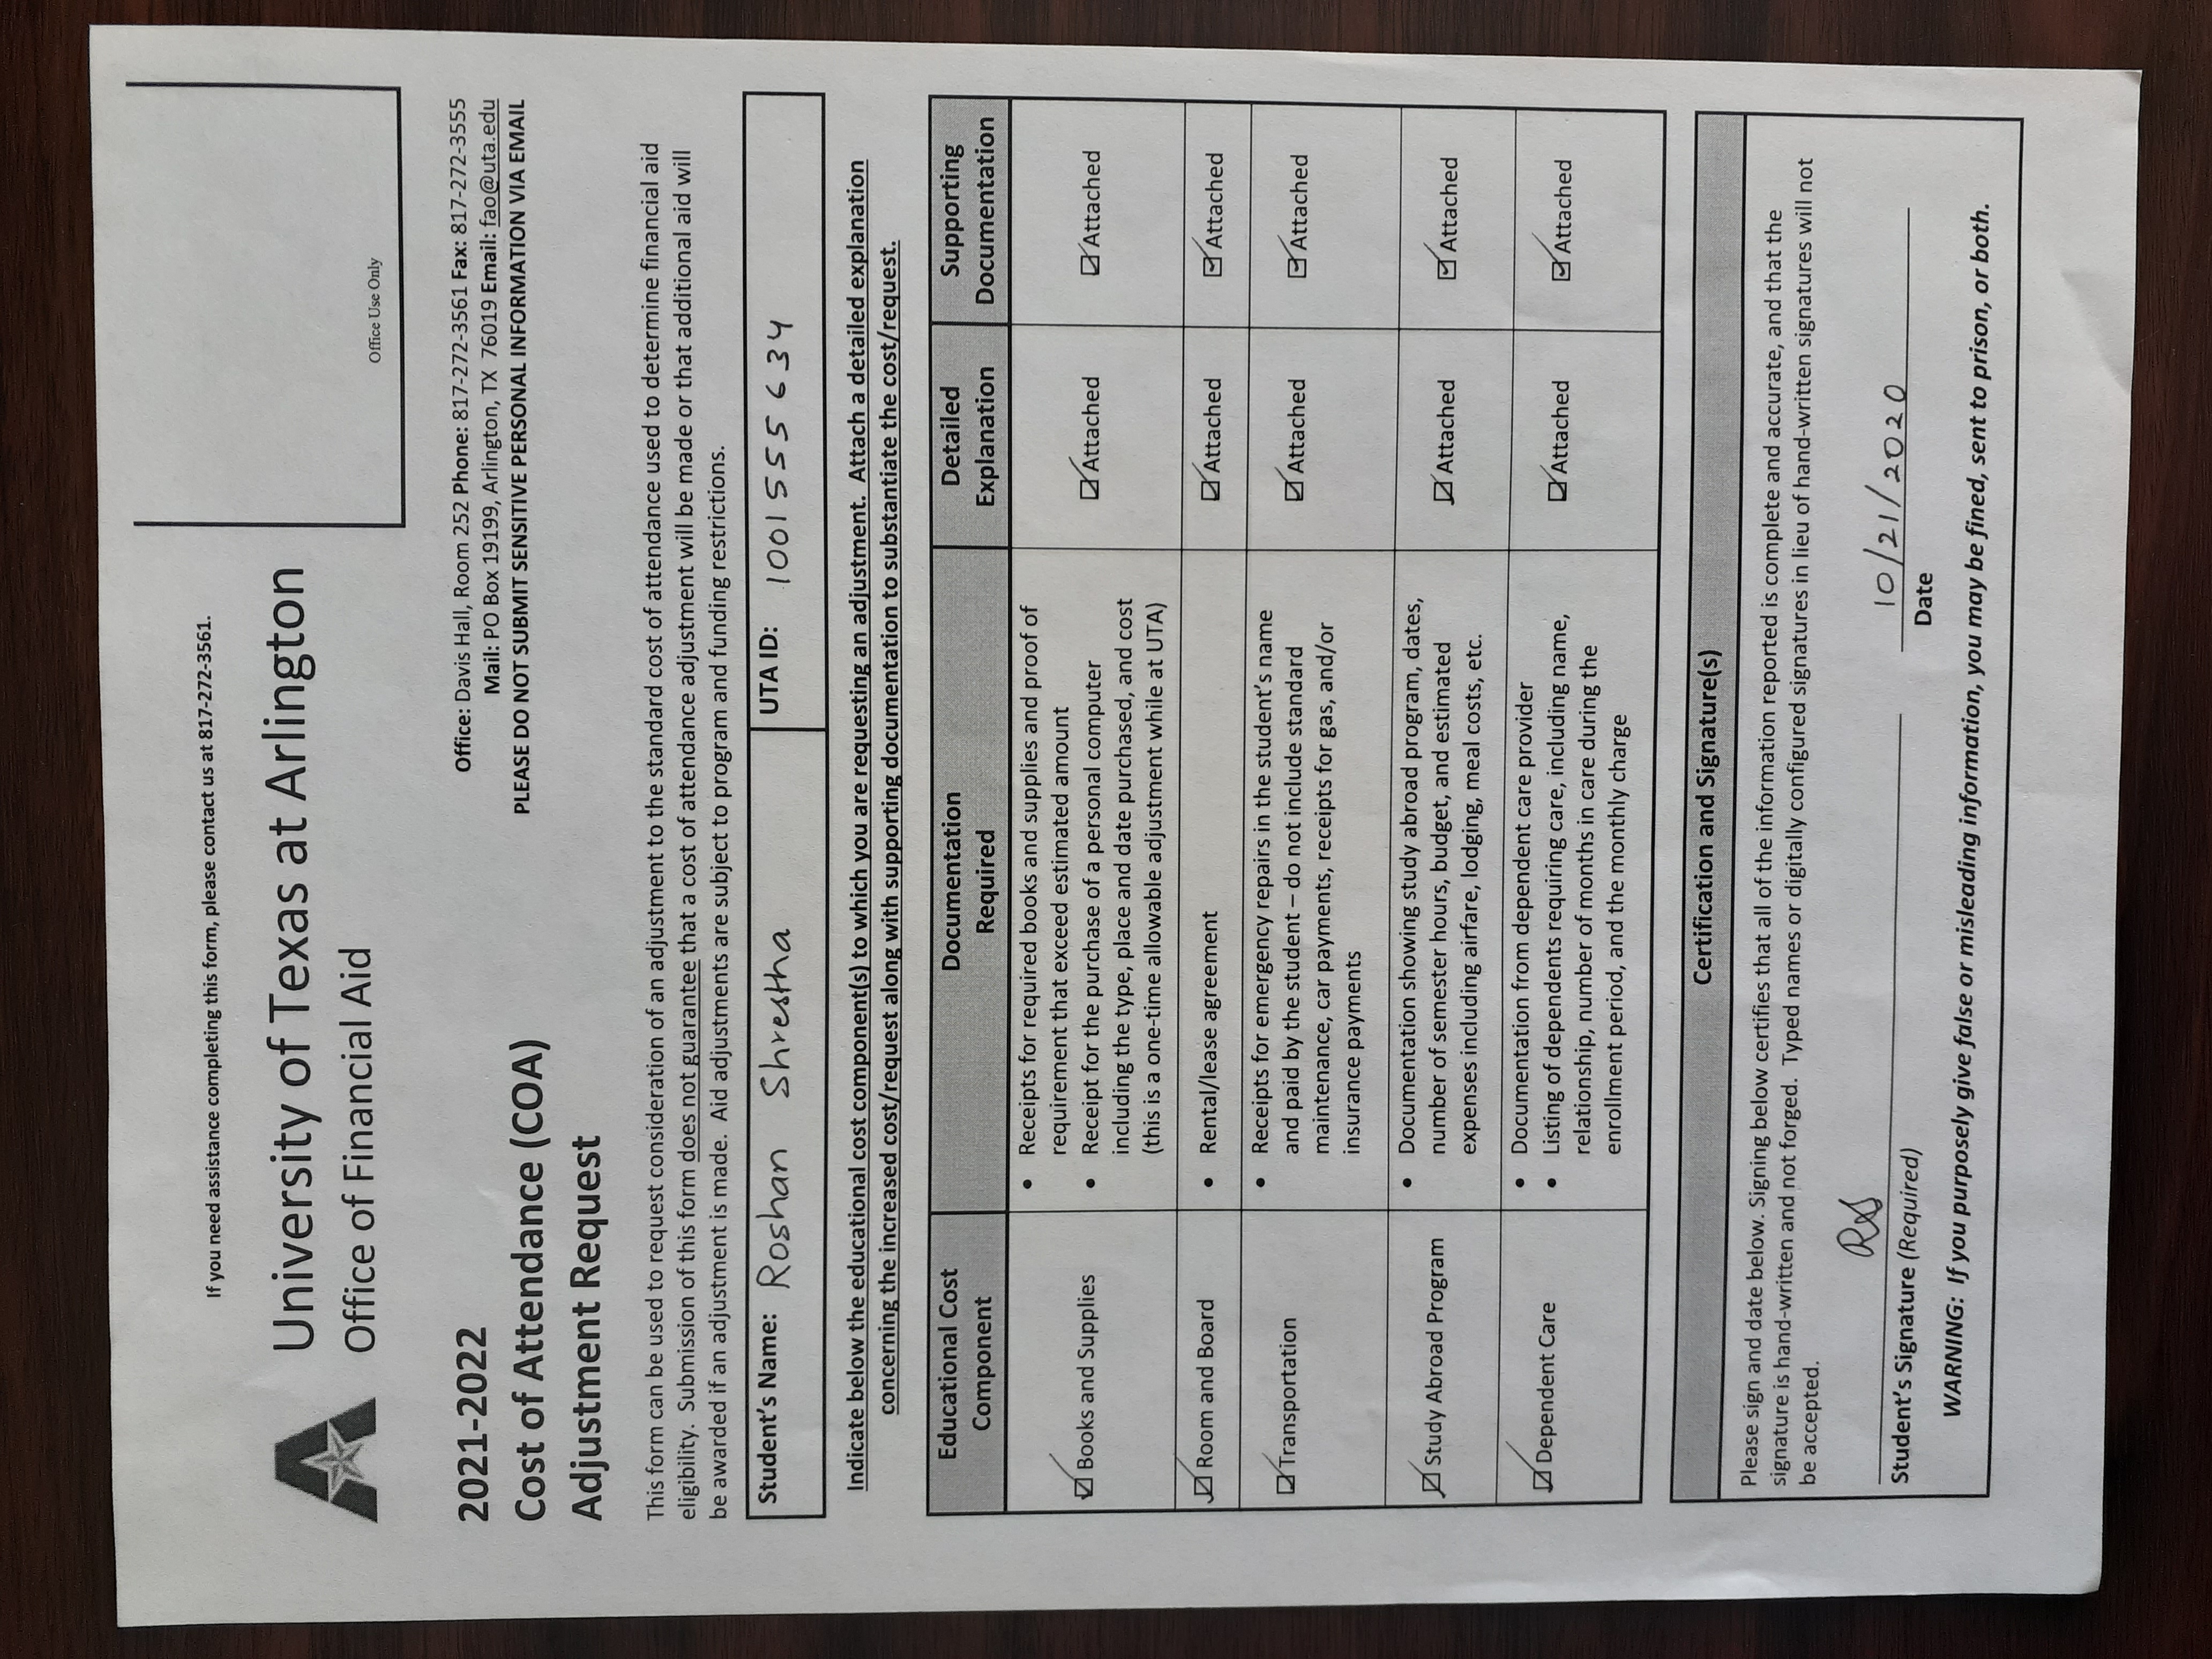 If you need assistance completing this form, please contact us at 817-272-3561.
University of Texas at Arlington
Office of Financial Aid
Office Use Only
2021-2022
Cost of Attendance (COA)
Adjustment Request
Office: Davis Hall, Room 252 Phone: 817-272-3561 Fax: 817-272-3555
Mail: PO Box 19199, Arlington, TX 76019 Email: fao@uta.edu
PLEASE DO NOT SUBMIT SENSITIVE PERSONAL INFORMATION VIA EMAIL
This form can be used to request consideration of an adjustment to the standard cost of attendance used to determine financial aid
eligibility. Submission of this form does not guarantee that a cost of attendance adjustment will be made or that additional aid will
be awarded if an adjustment is made. Aid adjustments are subject to program and funding restrictions.
Student's Name: Roshan Shrestha
UTA ID: 1001555634
Indicate below the educational cost component(s) to which you are requesting an adjustment. Attach a detailed explanation
concerning the increased cost/request along with supporting documentation to substantiate the cost/request.
Educational Cost
Component
Documentation
Required
Detailed
Explanation
Supporting
Documentation
☑ Books and Supplies
• Receipts for required books and supplies and proof of
requirement that exceed estimated amount
• Receipt for the purchase of a personal computer
including the type, place and date purchased, and cost
(this is a one-time allowable adjustment while at UTA)
☑ Attached
☑ Attached
☑ Room and Board
• Rental/lease agreement
☑ Attached
☑ Attached
☑ Transportation
• Receipts for emergency repairs in the student's name
and paid by the student – do not include standard
maintenance, car payments, receipts for gas, and/or
insurance payments
☑ Attached
☑ Attached
☑ Study Abroad Program
• Documentation showing study abroad program, dates,
number of semester hours, budget, and estimated
expenses including airfare, lodging, meal costs, etc.
☑ Attached
☑ Attached
☑ Dependent Care
• Documentation from dependent care provider
• Listing of dependents requiring care, including name,
relationship, number of months in care during the
enrollment period, and the monthly charge
☑ Attached
☑ Attached
Certification and Signature(s)
Please sign and date below. Signing below certifies that all of the information reported is complete and accurate, and that the
signature is hand-written and not forged. Typed names or digitally configured signatures in lieu of hand-written signatures will not
be accepted.
RS
10/21/2020
Student's Signature (Required)
Date
WARNING: If you purposely give false or misleading information, you may be fined, sent to prison, or both.